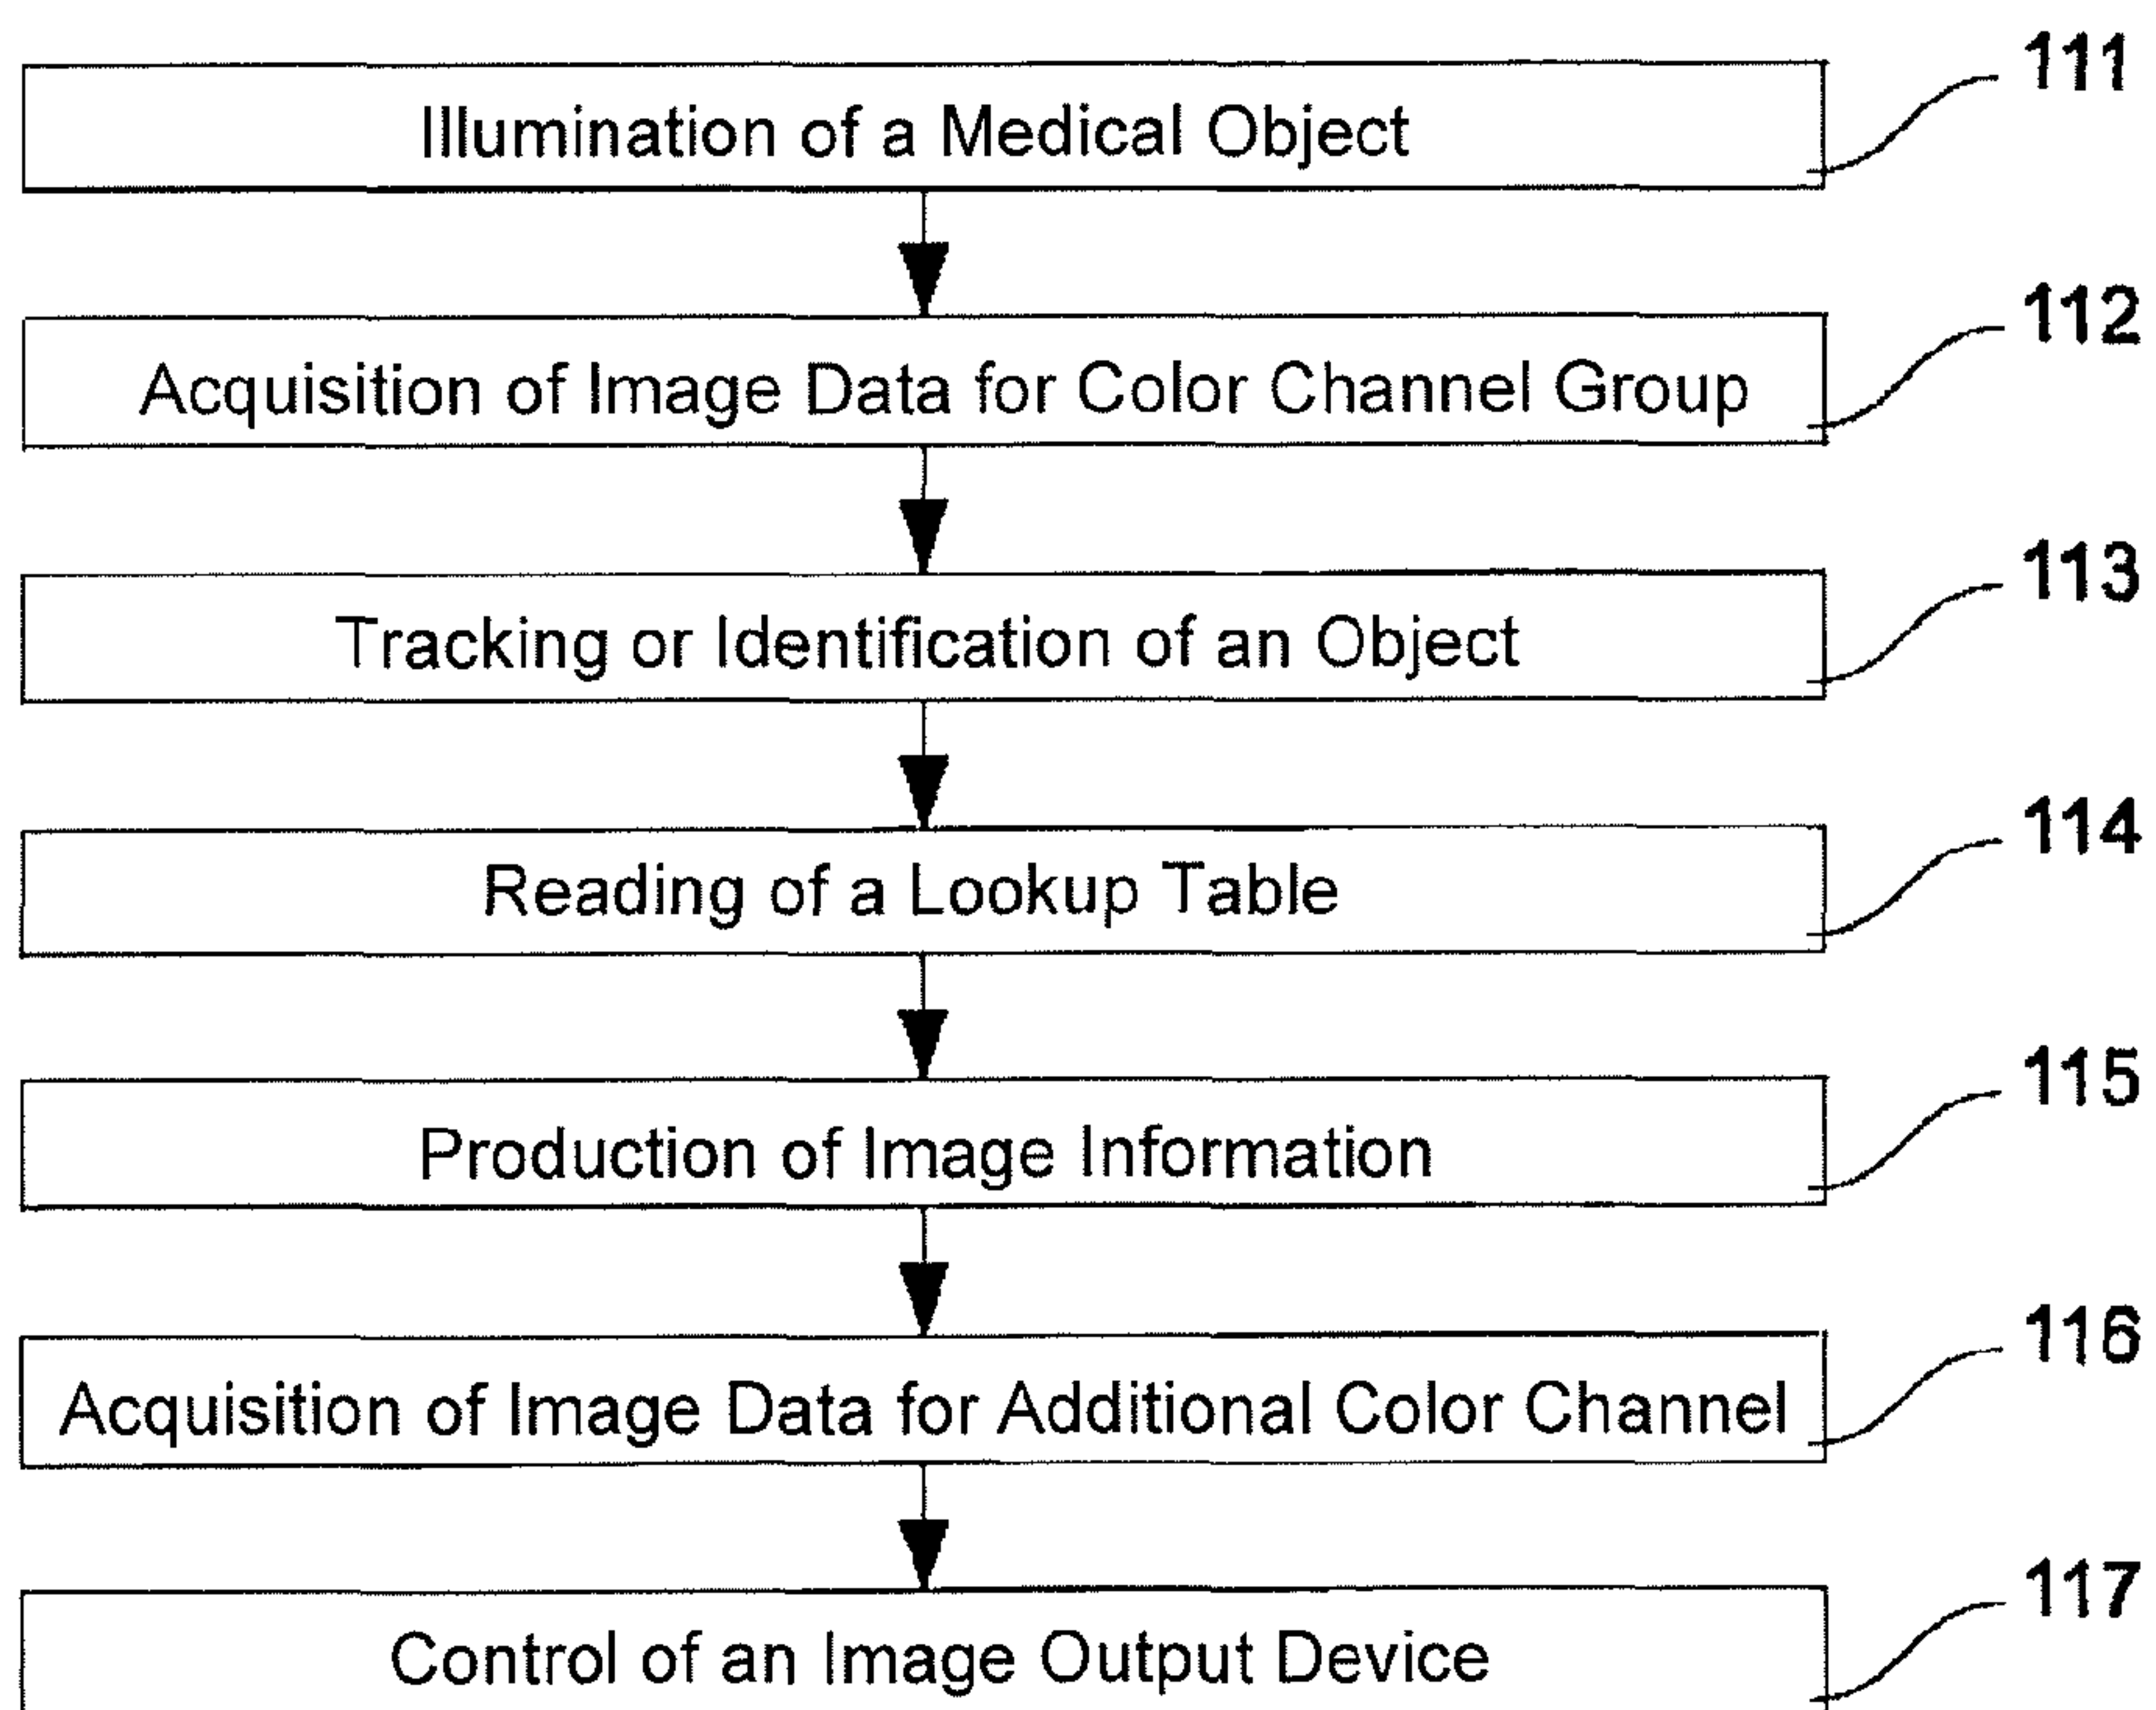 111
Illumination of a Medical Object
112
Acquisition of Image Data for Color Channel Group
113
Tracking or Identification of an Object
114
Reading of a Lookup Table
115
Production of Image Information
116
Acquisition of Image Data for Additional Color Channel
117
Control of an Image Output Device